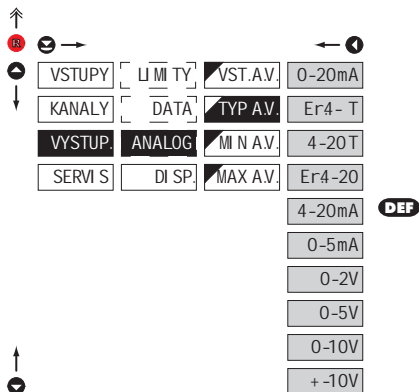 R
VSTUPY LIMITY VST.A.V. 0-20mA
KANALY DATA TYP A.V. Er4-T
VYSTUP. ANALOG MIN A.V. 4-20T
SERVIS DISP. MAX A.V. Er4-20
4-20mA DEF
0-5mA
0-2V
0-5V
0-10V
+-10V